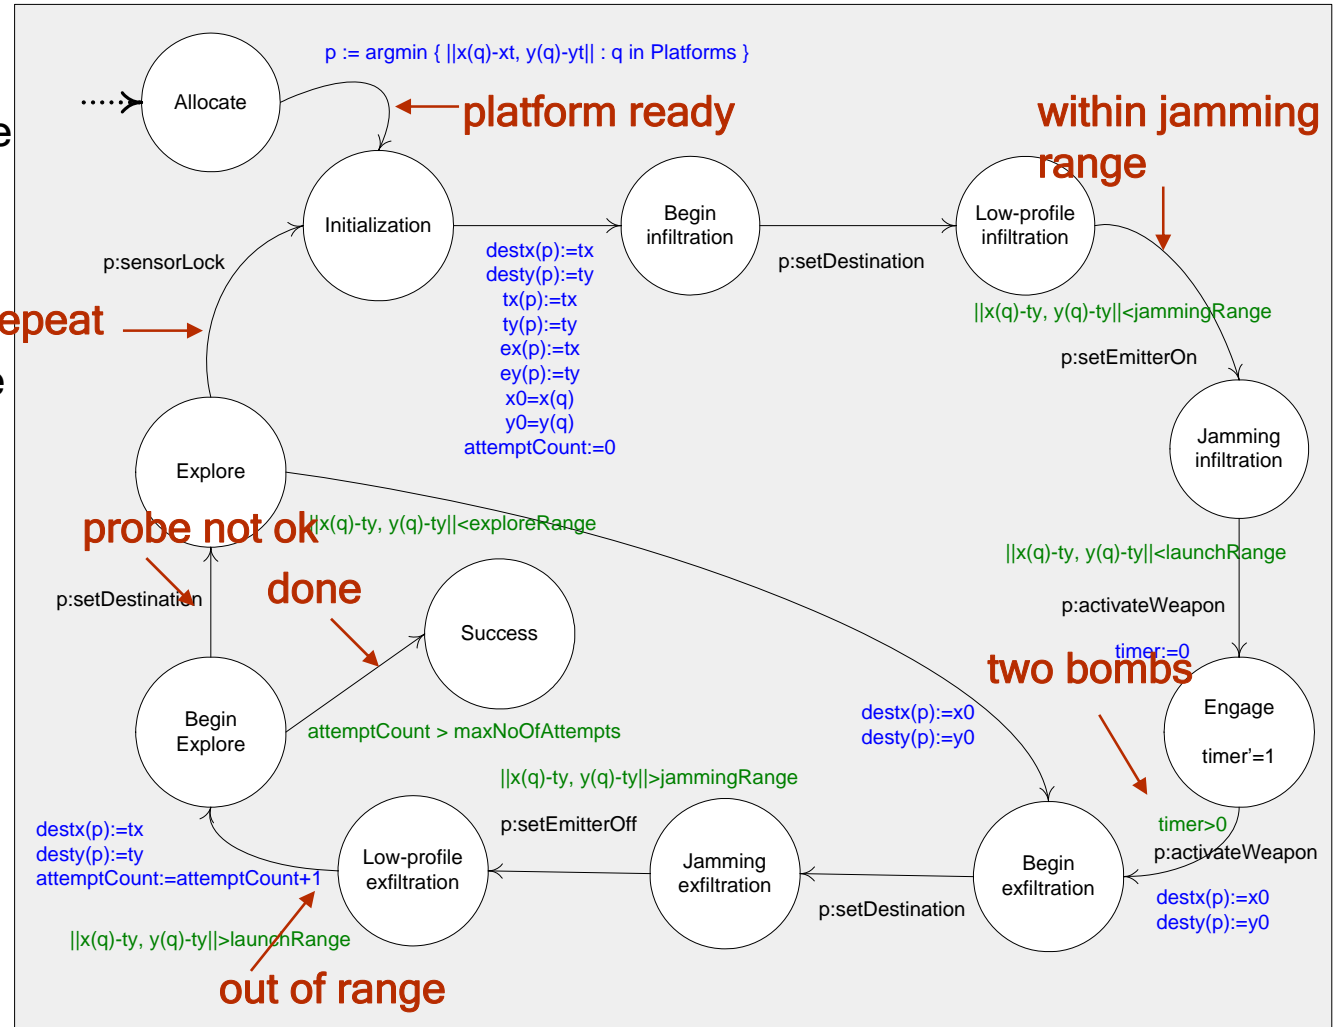 p := argmin { ||x(q)-xt, y(q)-yt|| : q in Platforms }
Allocate
platform ready
within jamming
range
e
Initialization
Begin
infiltration
Low-profile
infiltration
p:sensorLock
destx(p):=tx
desty(p):=ty
tx(p):=tx
ty(p):=ty
ex(p):=tx
ey(p):=ty
x0=x(q)
y0=y(q)
attemptCount:=0
p:setDestination
||x(q)-ty, y(q)-ty||<jammingRange
p:setEmitterOn
epeat
e
Jamming
infiltration
Explore
probe not ok
||x(q)-ty, y(q)-ty||<exploreRange
||x(q)-ty, y(q)-ty||<launchRange
p:activateWeapon
timer:=0
p:setDestination
done
Success
two bombs
Engage
timer'=1
Begin
Explore
attemptCount > maxNoOfAttempts
destx(p):=x0
desty(p):=y0
||x(q)-ty, y(q)-ty||>jammingRange
p:setEmitterOff
timer>0
p:activateWeapon
destx(p):=x0
desty(p):=y0
destx(p):=tx
desty(p):=ty
attemptCount:=attemptCount+1
Low-profile
exfiltration
Jamming
exfiltration
Begin
exfiltration
p:setDestination
||x(q)-ty, y(q)-ty||>launchRange
out of range